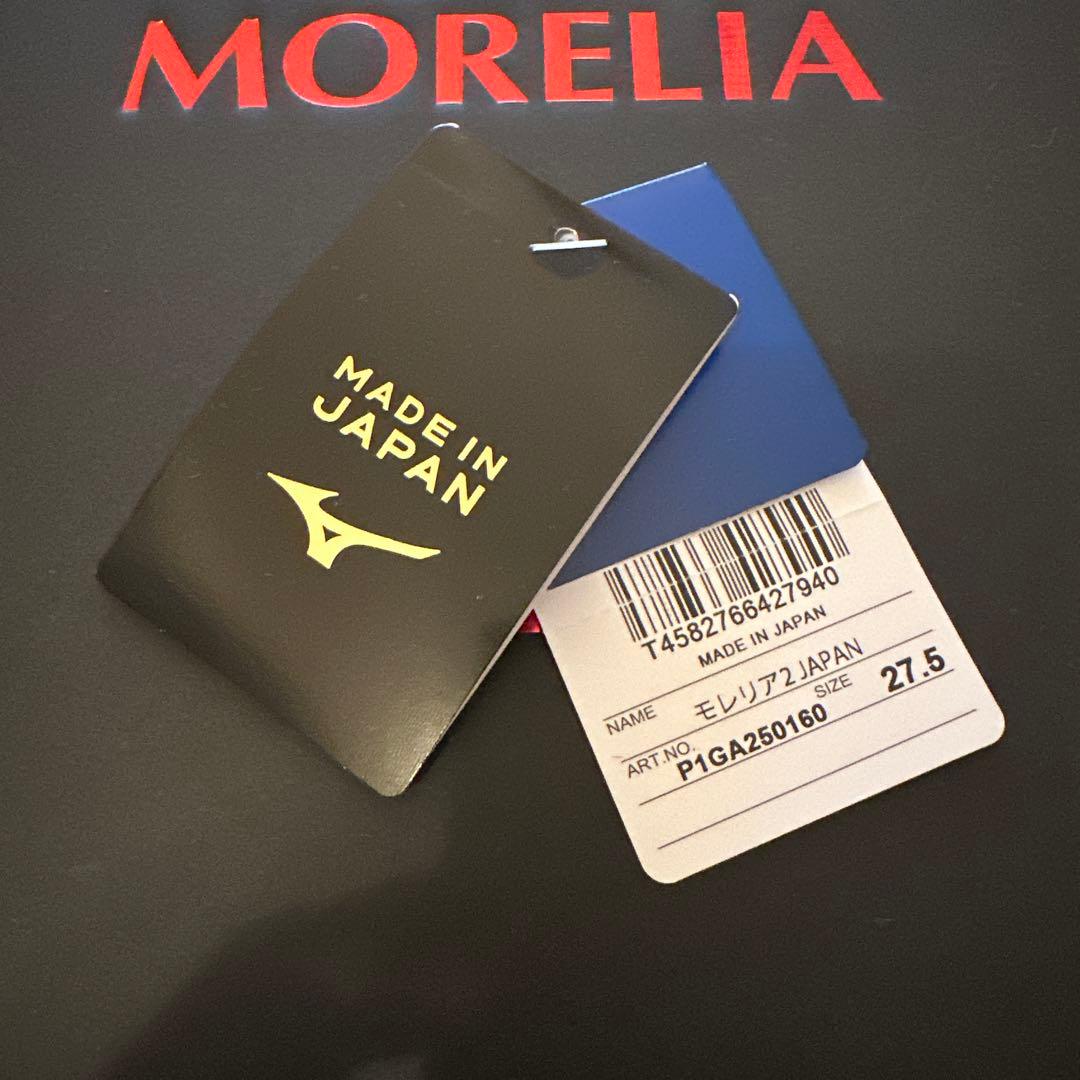 MORELIA
MADE IN
JAPAN
T4582766427940
MADE IN JAPAN
NAME モレリア2 JAPAN
ART.NO. SIZE 27.5
P1GA250160